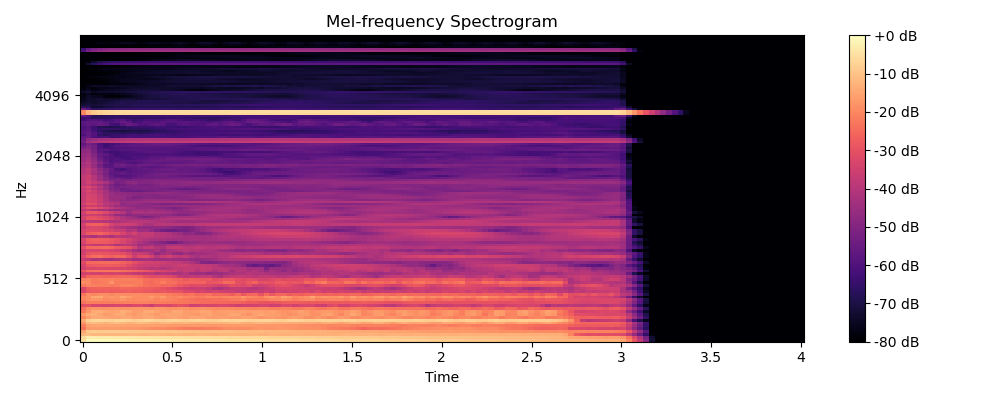 Mel-frequency Spectrogram
+0 dB
-10 dB
-20 dB
-30 dB
-40 dB
-50 dB
-60 dB
-70 dB
-80 dB
4096
2048
1024
512
0
Hz
0 0.5 1 1.5 2 2.5 3 3.5 4
Time